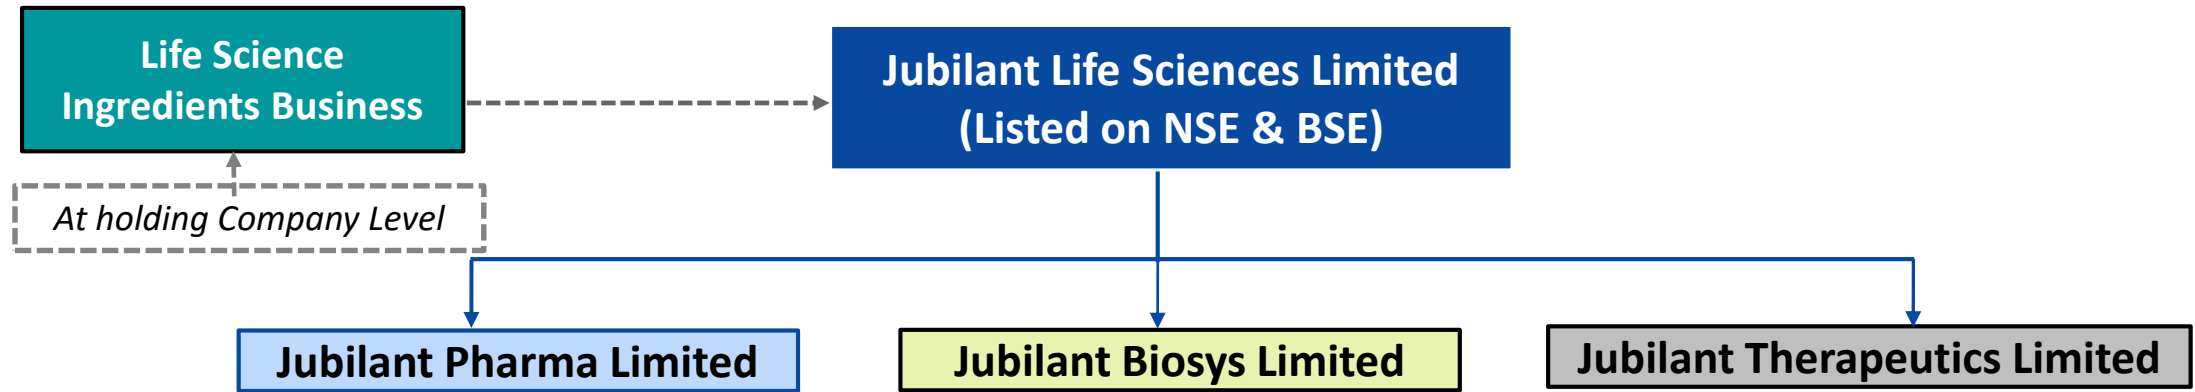 Life Science
Ingredients Business
Jubilant Life Sciences Limited
(Listed on NSE & BSE)
At holding Company Level
Jubilant Pharma Limited
Jubilant Biosys Limited
Jubilant Therapeutics Limited